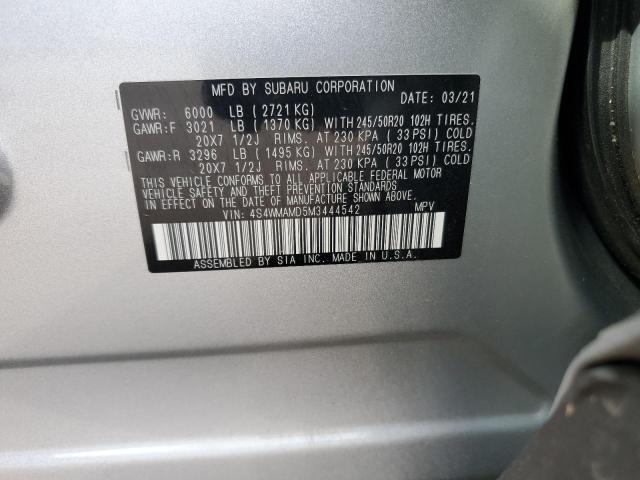 MFD BY SUBARU CORPORATION
DATE: 03/21
GVWR: 6000 LB (2721 KG)
GAWR:F 3021 LB (1370 KG) WITH 245/50R20 102H TIRES.
20X7 1/2J RIMS. AT 230 KPA (33 PSI) COLD
GAWR:R 3296 LB (1495 KG) WITH 245/50R20 102H TIRES.
20X7 1/2J RIMS. AT 230 KPA (33 PSI) COLD
THIS VEHICLE CONFORMS TO ALL APPLICABLE FEDERAL MOTOR
VEHICLE SAFETY AND THEFT PREVENTION STANDARDS
IN EFFECT ON THE DATE OF MANUFACTURE SHOWN ABOVE.
VIN: 4S4WMAMD5M3444542 MPV
ASSEMBLED BY SIA INC. MADE IN U.S.A.